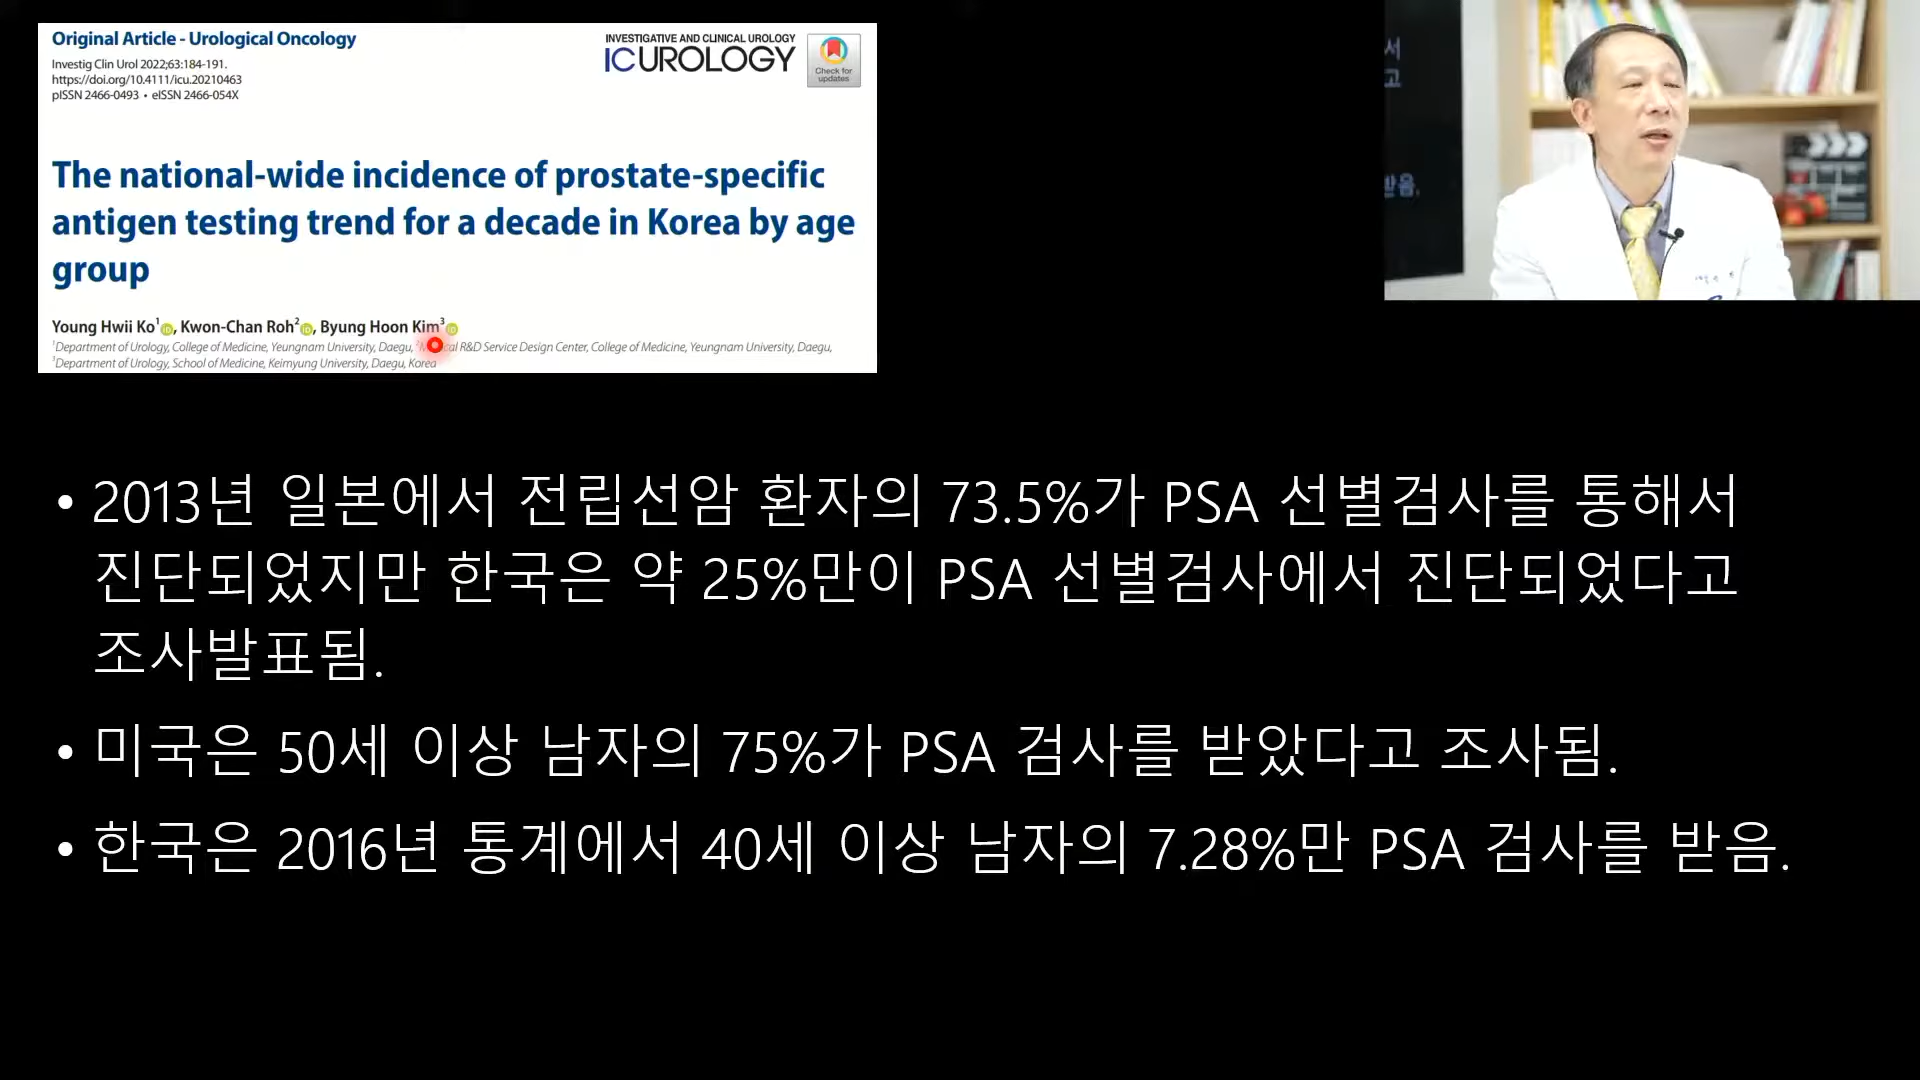 Original Article - Urological Oncology
Investig Clin Urol 2022;63:184-191.
https://doi.org/10.4111/icu.20210463
pISSN 2466-0493 • eISSN 2466-054X
INVESTIGATIVE AND CLINICAL UROLOGY
ICUROLOGY
Check for
updates
The national-wide incidence of prostate-specific
antigen testing trend for a decade in Korea by age
group
Young Hwii Ko1, Kwon-Chan Roh2, Byung Hoon Kim3
1Department of Urology, College of Medicine, Yeungnam University, Daegu, R&D Service Design Center, College of Medicine, Yeungnam University, Daegu,
3Department of Urology, School of Medicine, Keimyung University, Daegu, Korea
서
고
받음.
• 2013년 일본에서 전립선암 환자의 73.5%가 PSA 선별검사를 통해서
진단되었지만 한국은 약 25%만이 PSA 선별검사에서 진단되었다고
조사발표됨.
• 미국은 50세 이상 남자의 75%가 PSA 검사를 받았다고 조사됨.
• 한국은 2016년 통계에서 40세 이상 남자의 7.28%만 PSA 검사를 받음.